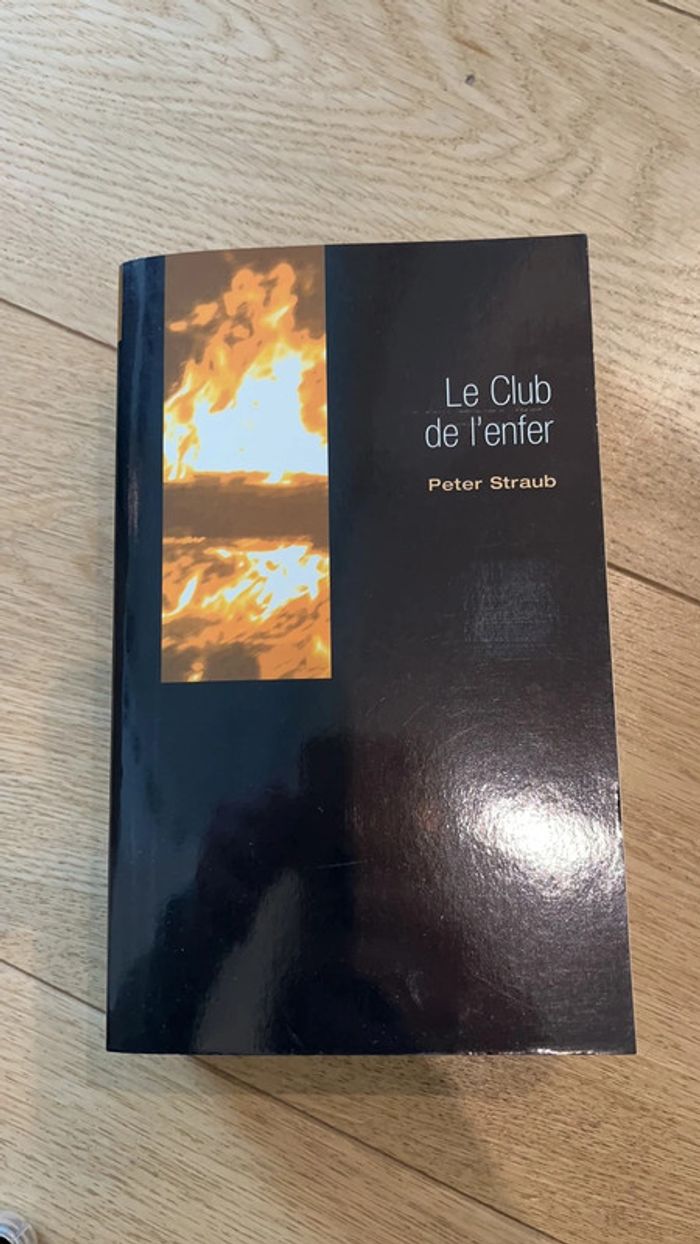 Le Club
de l'enfer
Peter Straub